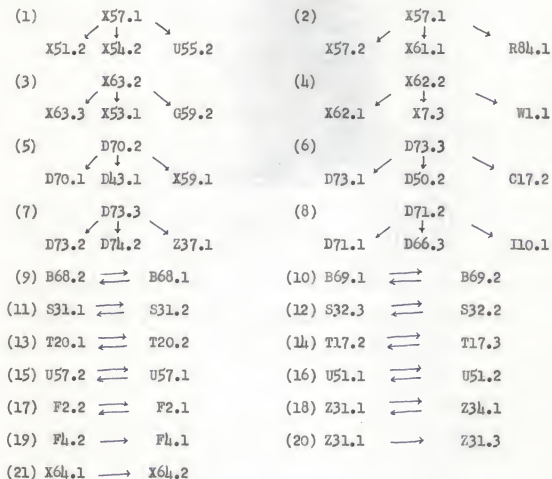 (1) X57.1 (2) X57.1
X51.2 X54.2 U55.2 X57.2 X61.1 R84.1
(3) X63.2 (4) X62.2
X63.3 X53.1 G59.2 X62.1 X7.3 W1.1
(5) D70.2 (6) D73.3
D70.1 D43.1 X59.1 D73.1 D50.2 C17.2
(7) D73.3 (8) D71.2
D73.2 D74.2 Z37.1 D71.1 D66.3 I10.1
(9) B68.2 ⇄ B68.1 (10) B69.1 ⇄ B69.2
(11) S31.1 ⇄ S31.2 (12) S32.3 ⇄ S32.2
(13) T20.1 ⇄ T20.2 (14) T17.2 ⇄ T17.3
(15) U57.2 ⇄ U57.1 (16) U51.1 ⇄ U51.2
(17) F2.2 ⇄ F2.1 (18) Z31.1 ⇄ Z34.1
(19) F4.2 → F4.1 (20) Z31.1 → Z31.3
(21) X64.1 → X64.2